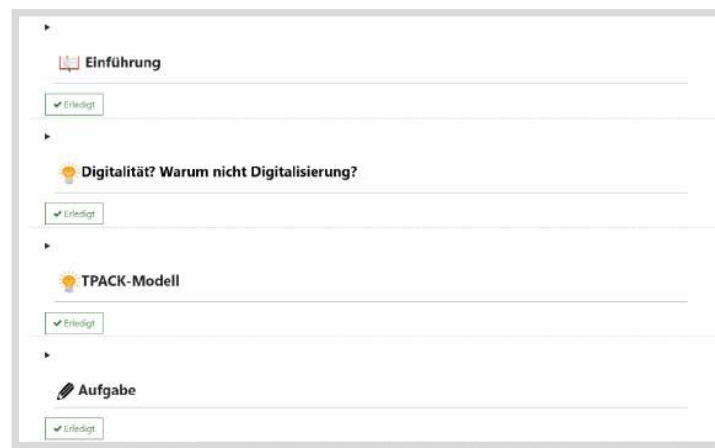 Einführung
✔ Erledigt
Digitalität? Warum nicht Digitalisierung?
✔ Erledigt
TPACK-Modell
✔ Erledigt
Aufgabe
✔ Erledigt